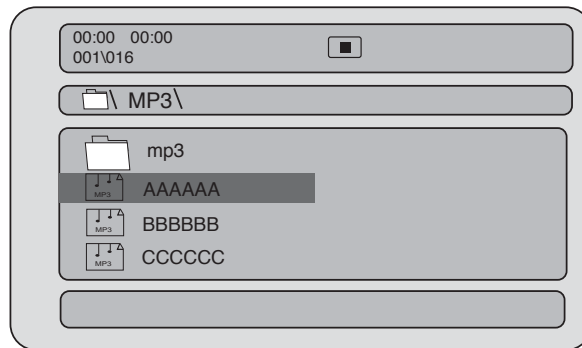 00:00 00:00
001\016
\ MP3\
mp3
MP3 AAAAAA
MP3 BBBBBB
MP3 CCCCCC